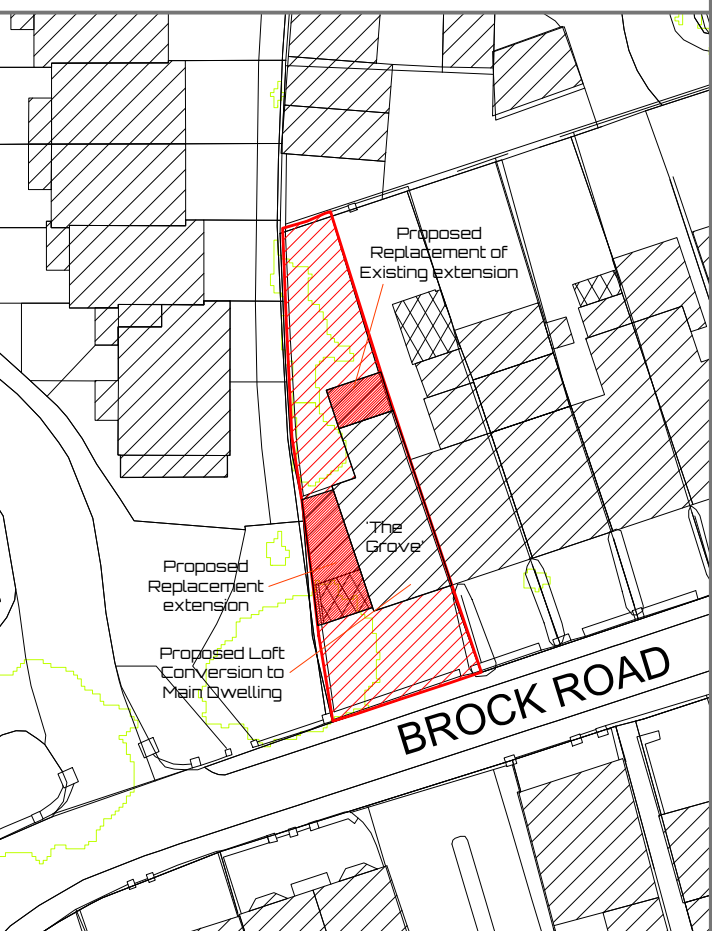 Proposed
Replacement of
Existing extension
'The
Grove'
Proposed
Replacement
extension
Proposed Loft
Conversion to
Main Dwelling
BROCK ROAD